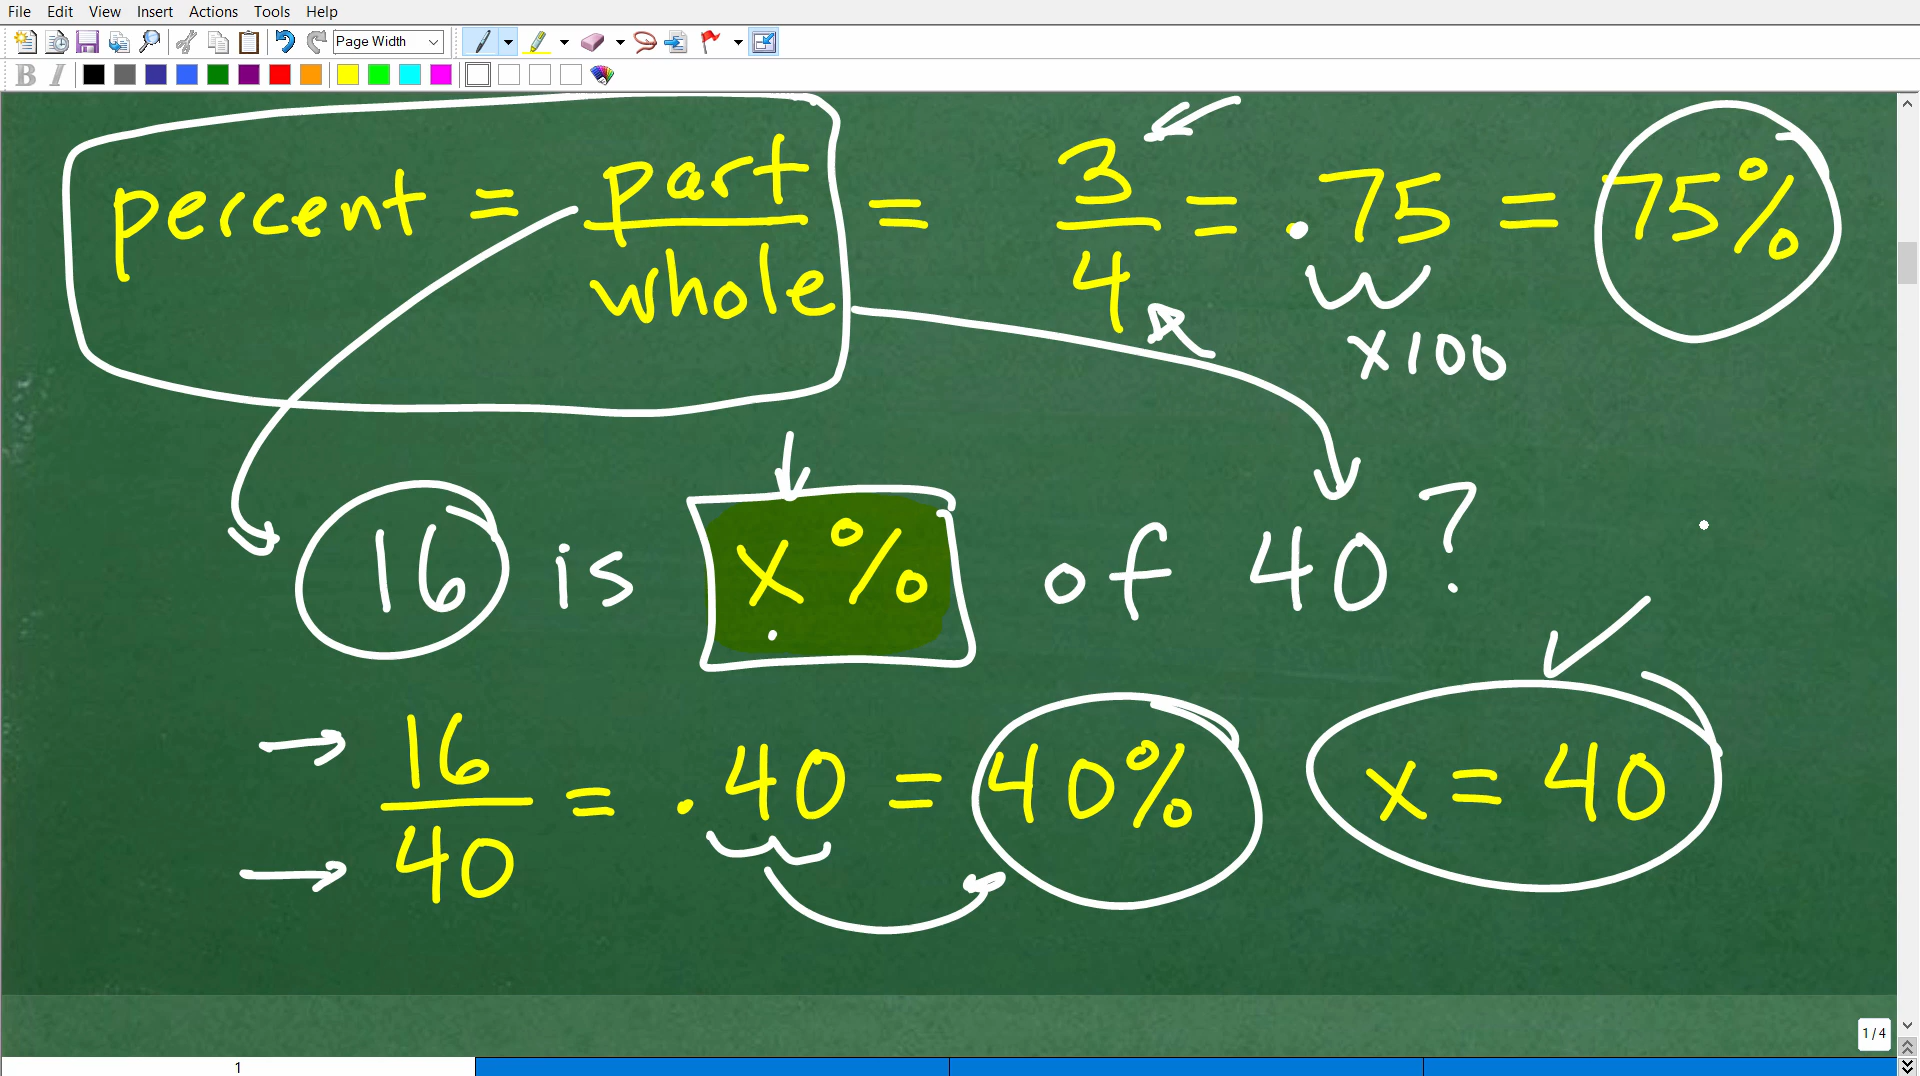 File Edit View Insert Actions Tools Help
Page Width
B I
percent = part/whole = 3/4 = .75 = 75%
x100
16 is x% of 40?
16/40 = .40 = 40% x = 40
1/4
1